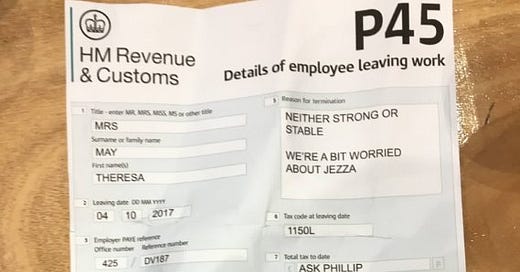 HM Revenue
& Customs
P45
Details of employee leaving work
1 Title - enter MR, MRS, MISS, MS or other title
MRS
Surname or family name
MAY
First name(s)
THERESA
2 Leaving date DD MM YYYY
04 10 2017
3 Employer PAYE reference
Office number Reference number
425 / DV187
5 Reason for termination
NEITHER STRONG OR
STABLE
WE'RE A BIT WORRIED
ABOUT JEZZA
6 Tax code at leaving date
1150L
7 Total tax to date
ASK PHILLIP